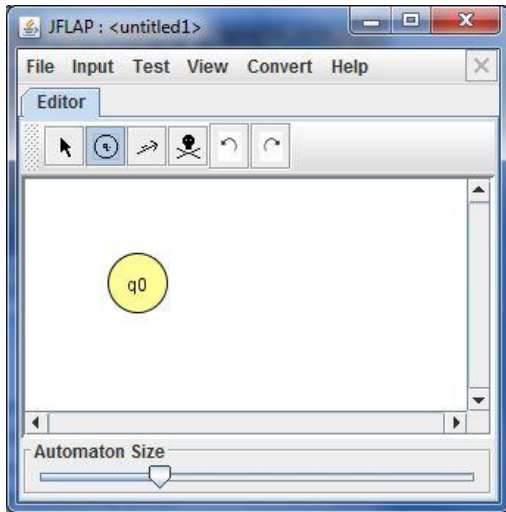 JFLAP : <untitled1>
File Input Test View Convert Help
Editor
q0
Automaton Size